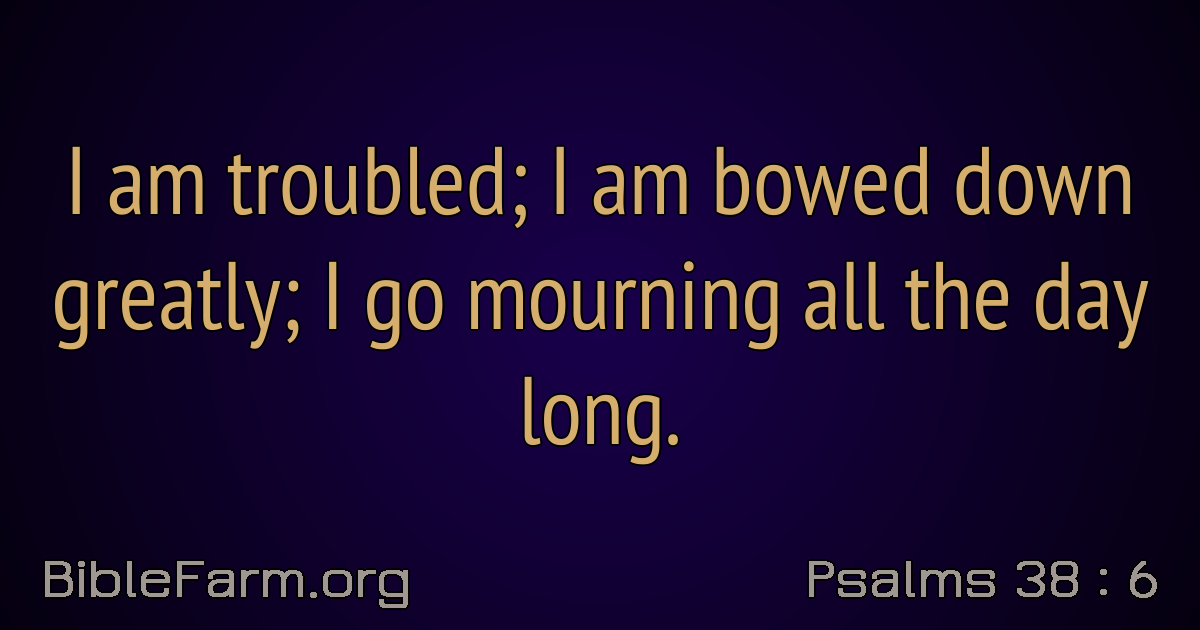 I am troubled; I am bowed down
greatly; I go mourning all the day
long.
BibleFarm.org
Psalms 38 : 6